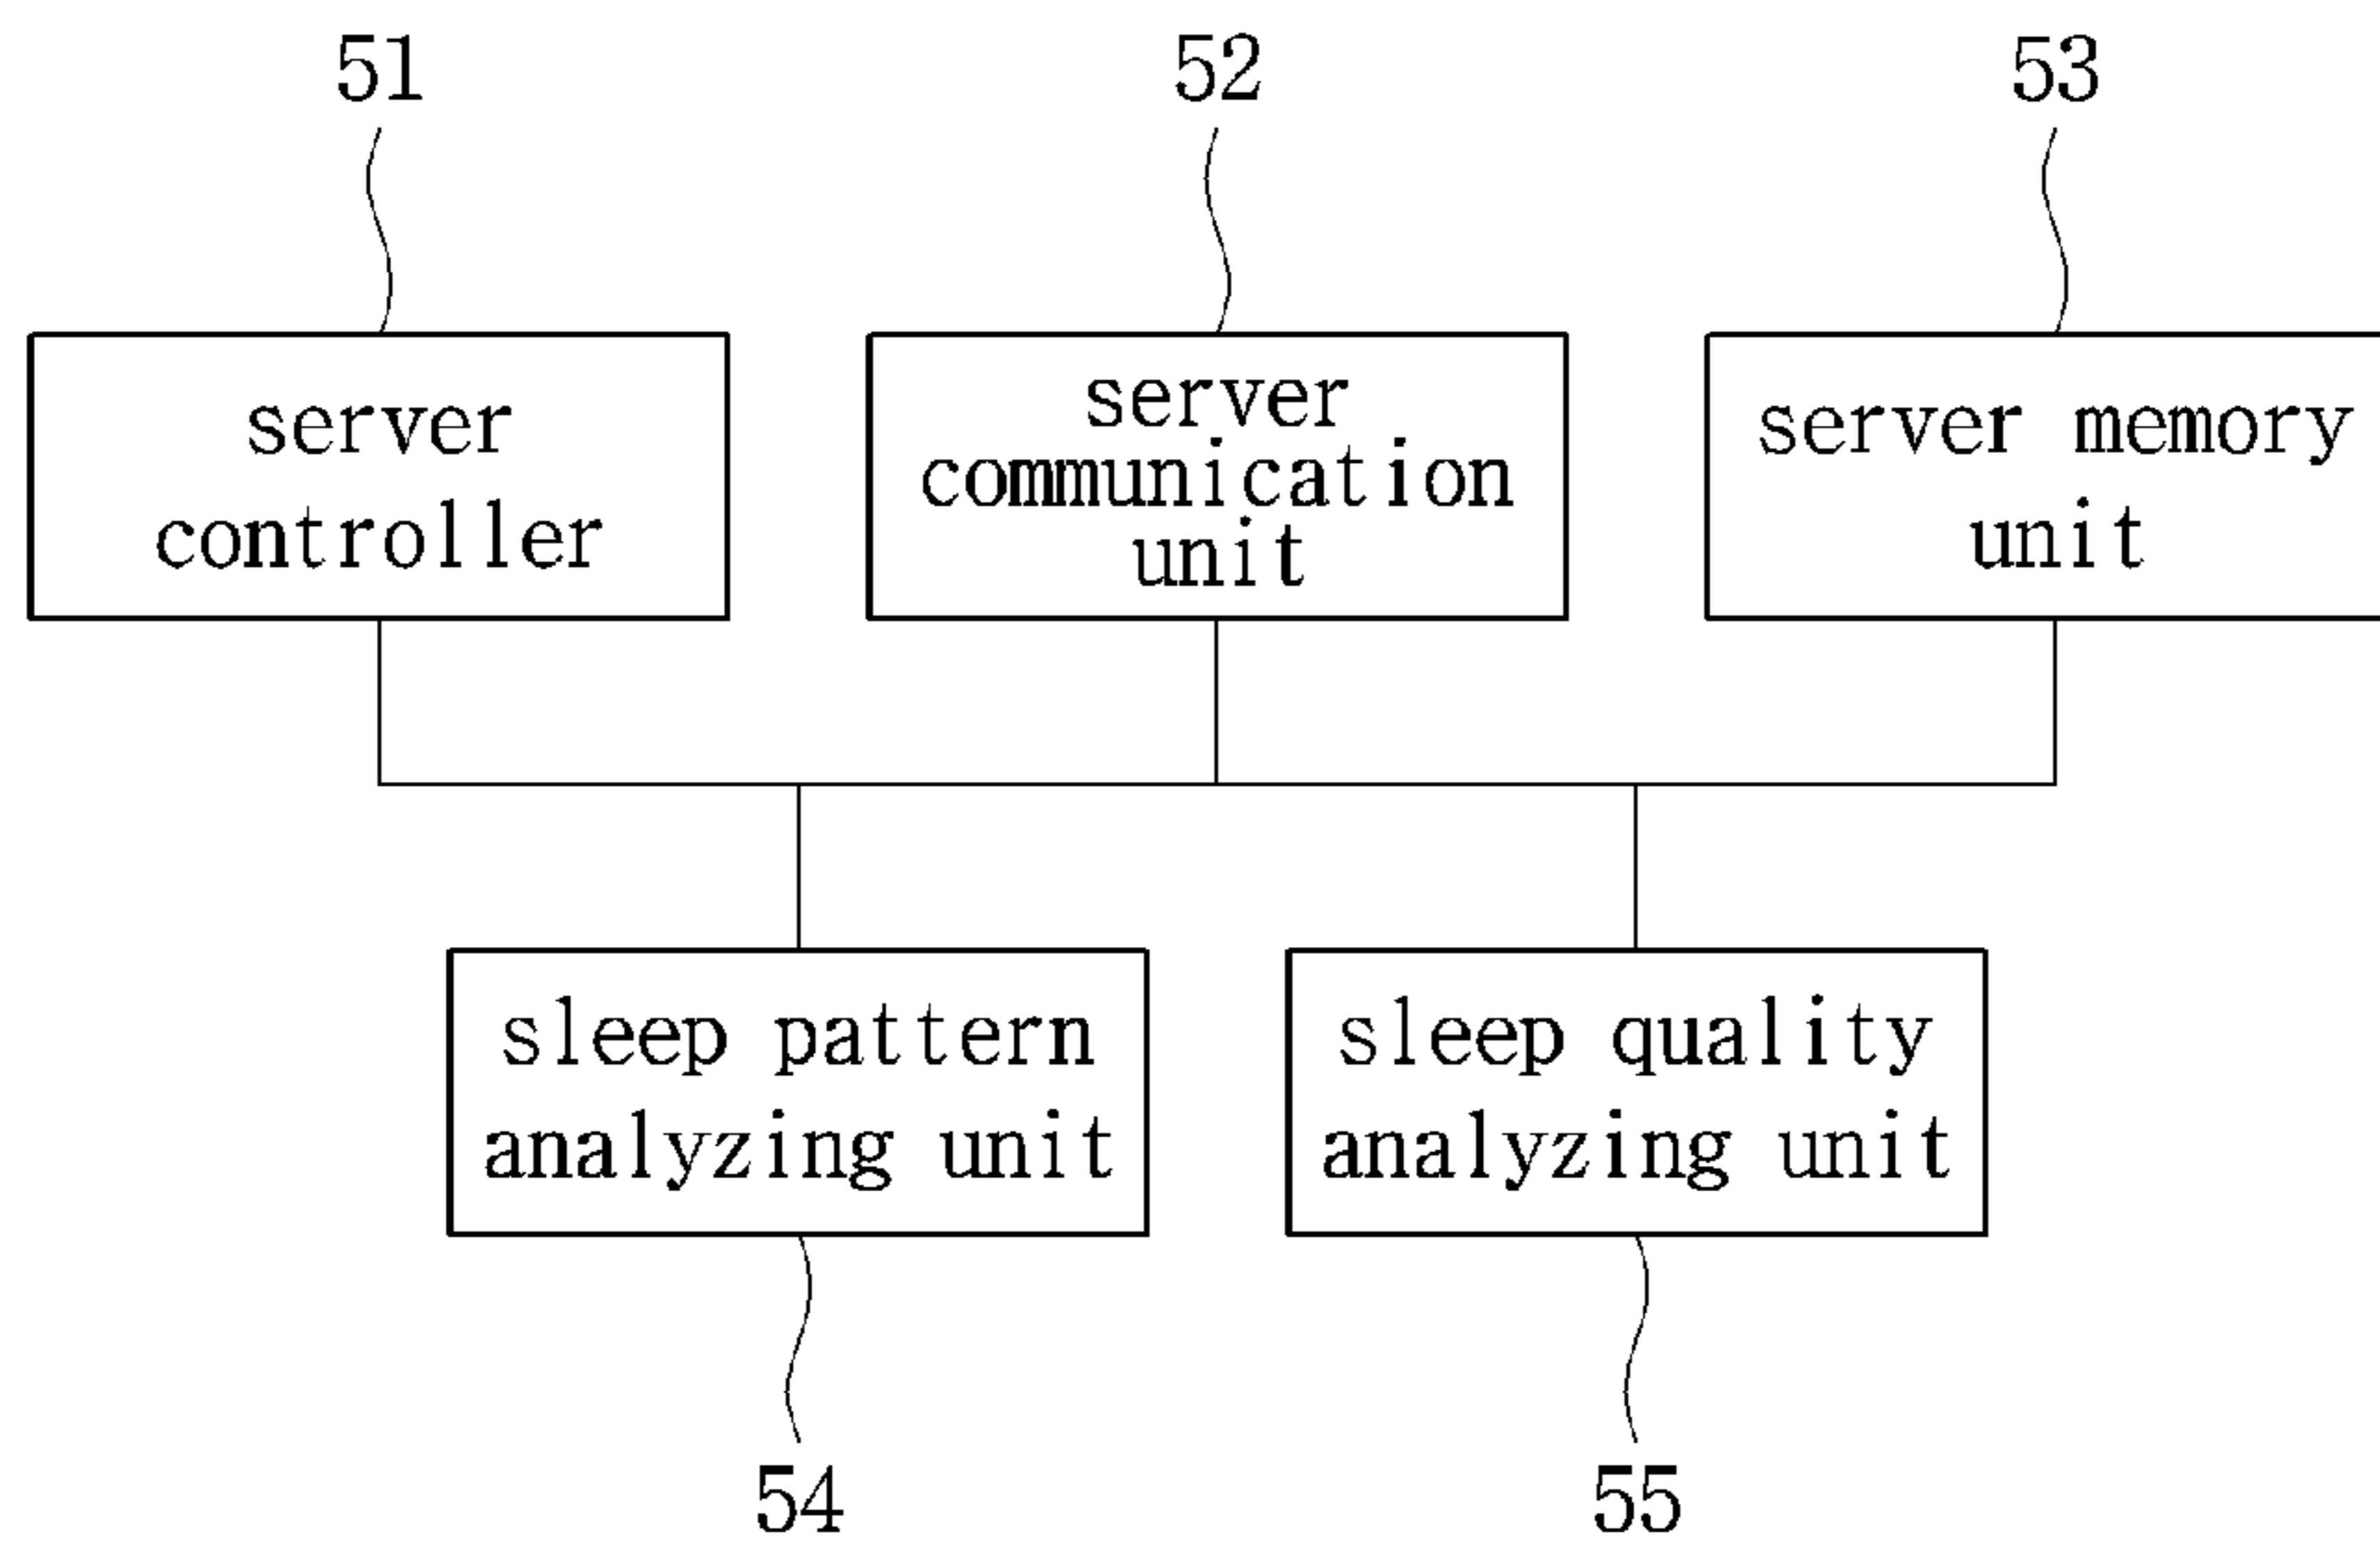 51
52
53
server
controller
server
communication
unit
server memory
unit
sleep pattern
analyzing unit
sleep quality
analyzing unit
54
55